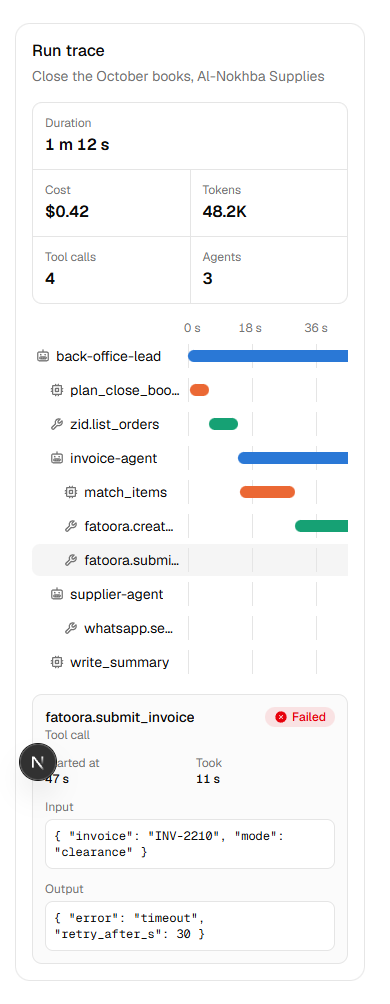 Run trace
Close the October books, Al-Nokhba Supplies
Duration
1 m 12 s
Cost
Tokens
$0.42
48.2K
Tool calls
Agents
4
3
0 s 18 s 36 s
back-office-lead
plan_close_boo...
zid.list_orders
invoice-agent
match_items
fatoora.creat...
fatoora.submi...
supplier-agent
whatsapp.se...
write_summary
fatoora.submit_invoice
Failed
Tool call
N
arted at
Took
47 s
11 s
Input
{ "invoice": "INV-2210", "mode":
"clearance" }
Output
{ "error": "timeout",
"retry_after_s": 30 }